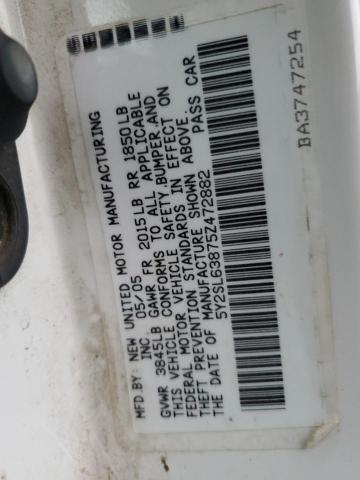 MFD.BY: NEW UNITED MOTOR MANUFACTURING
INC. 05/05
GVWR 3845LB GAWR FR 2015LB RR 1850LB
THIS VEHICLE CONFORMS TO ALL APPLICABLE
FEDERAL MOTOR VEHICLE SAFETY,BUMPER,AND
THEFT PREVENTION STANDARDS IN EFFECT ON
THE DATE OF MANUFACTURE SHOWN ABOVE.
5Y2SL63875Z472882 PASS CAR
BA3747254